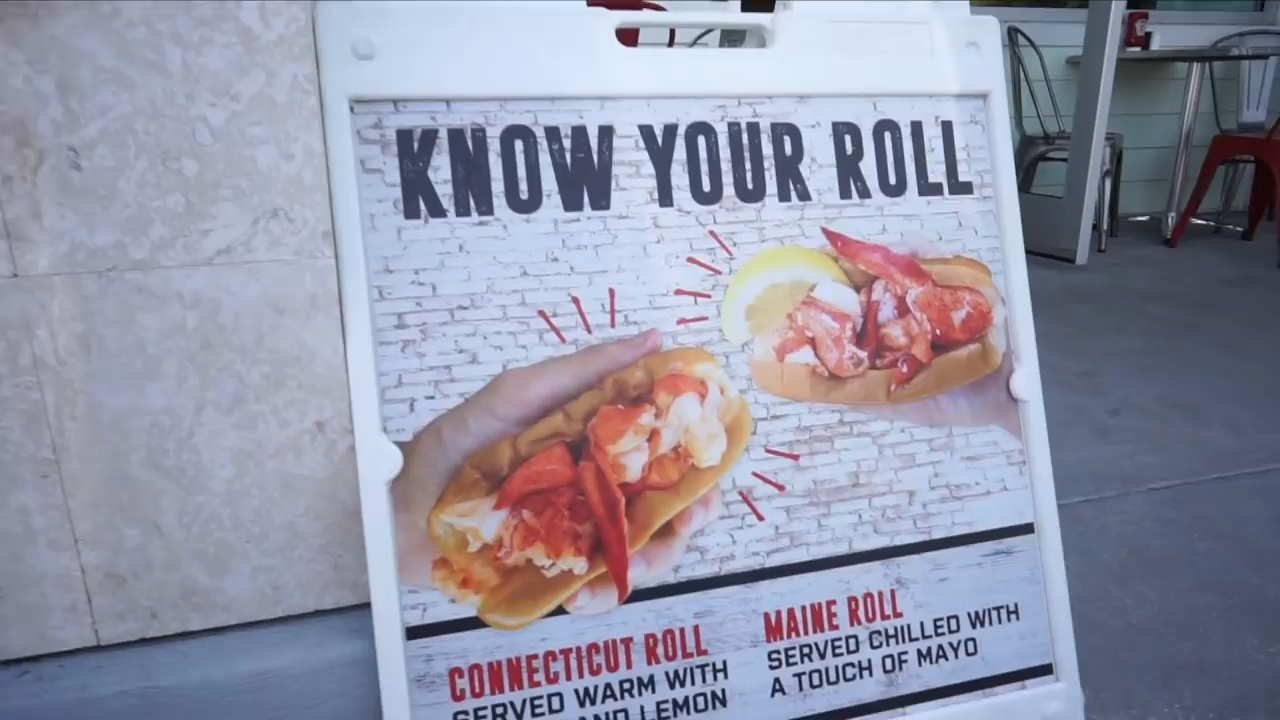 KNOW YOUR ROLL
CONNECTICUT ROLL
SERVED WARM WITH
AND LEMON
MAINE ROLL
SERVED CHILLED WITH
A TOUCH OF MAYO